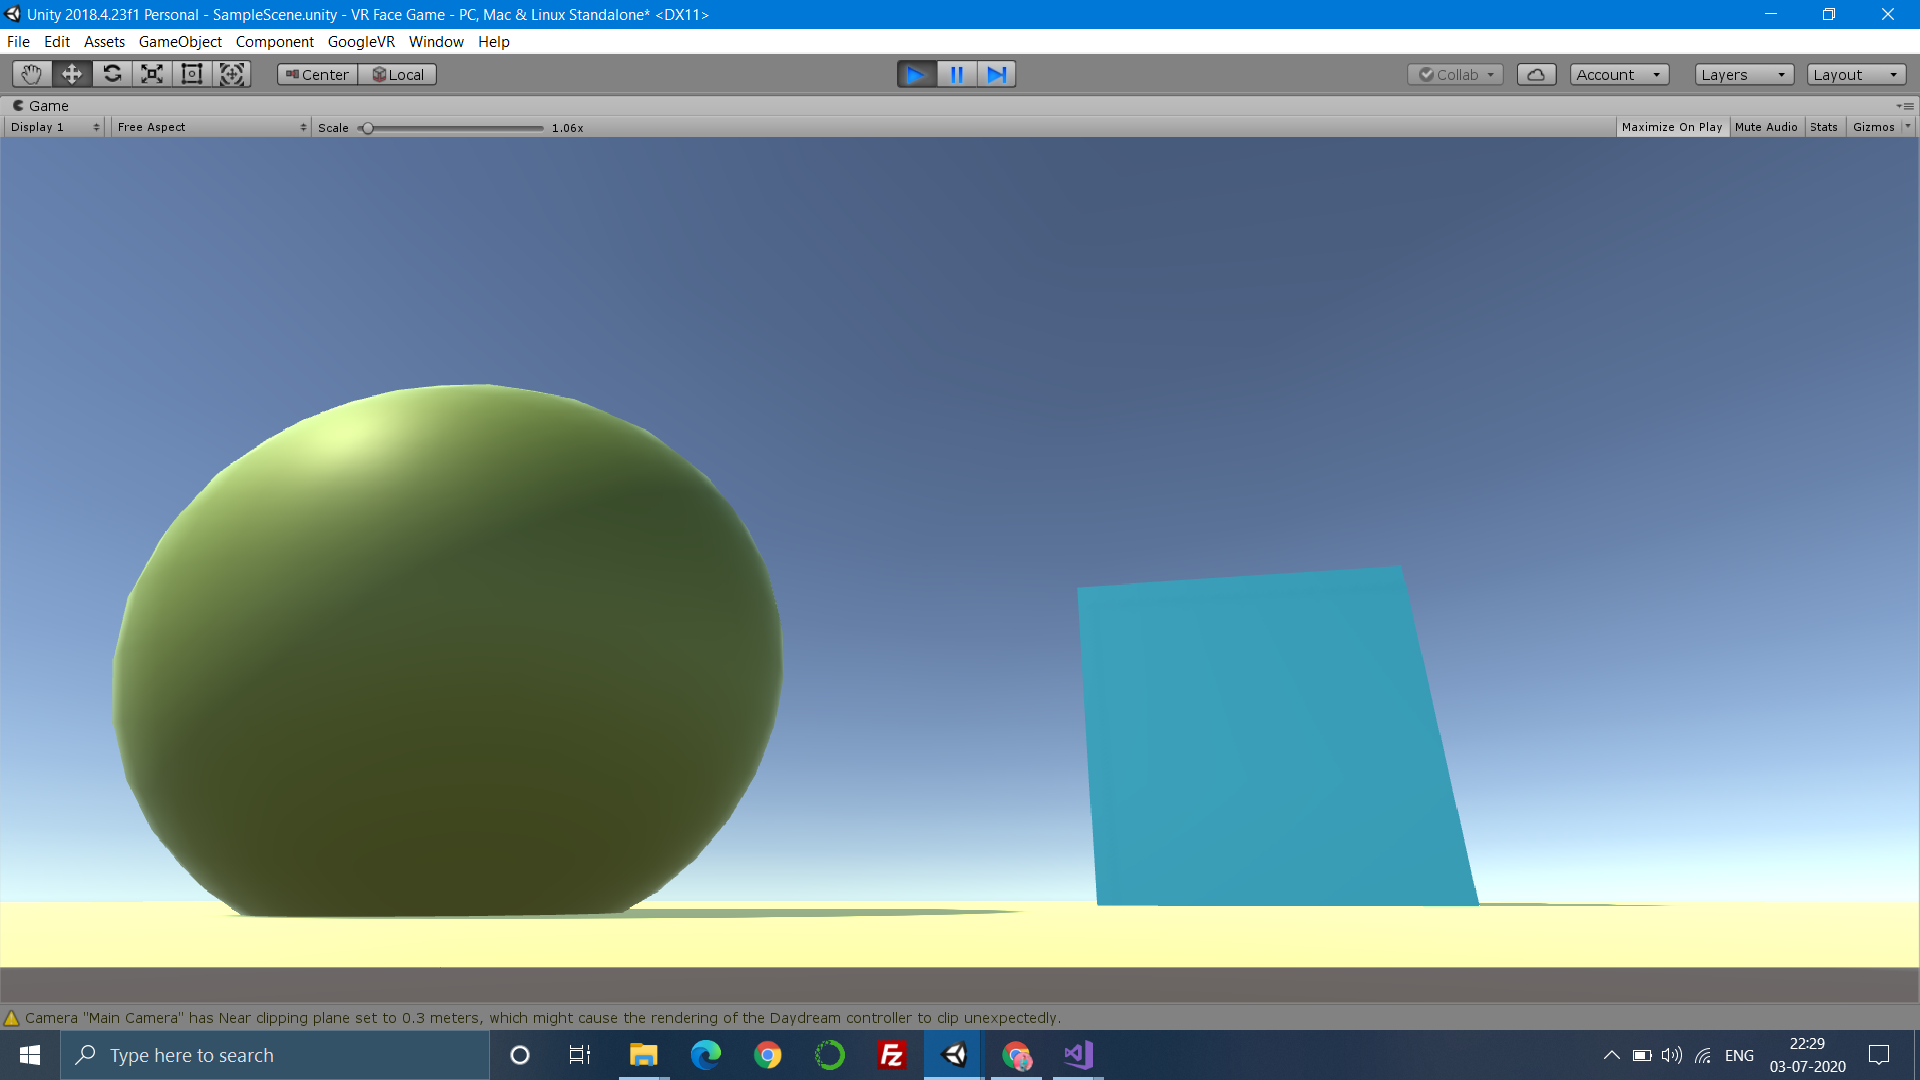 Unity 2018.4.23f1 Personal - SampleScene.unity - VR Face Game - PC, Mac & Linux Standalone* <DX11>
File Edit Assets GameObject Component GoogleVR Window Help
Center Local Collab Account Layers Layout
Game
Display 1 Free Aspect Scale 1.06x Maximize On Play Mute Audio Stats Gizmos
Camera "Main Camera" has Near clipping plane set to 0.3 meters, which might cause the rendering of the Daydream controller to clip unexpectedly.
Type here to search Fz ENG 22:29
03-07-2020